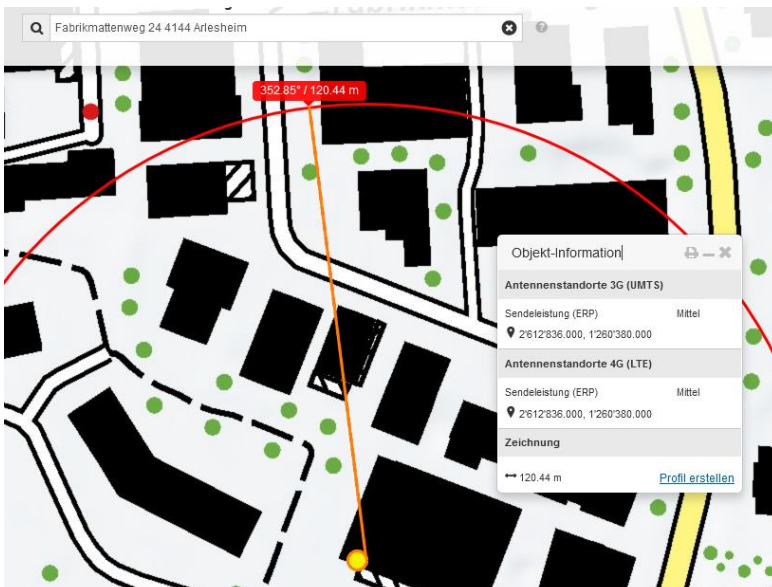 Fabrikmattenweg 24 4144 Arlesheim
352.85° / 120.44 m
Objekt-Information
Antennenstandorte 3G (UMTS)
Sendeleistung (ERP) Mittel
2'612'836.000, 1'260'380.000
Antennenstandorte 4G (LTE)
Sendeleistung (ERP) Mittel
2'612'836.000, 1'260'380.000
Zeichnung
120.44 m Profil erstellen